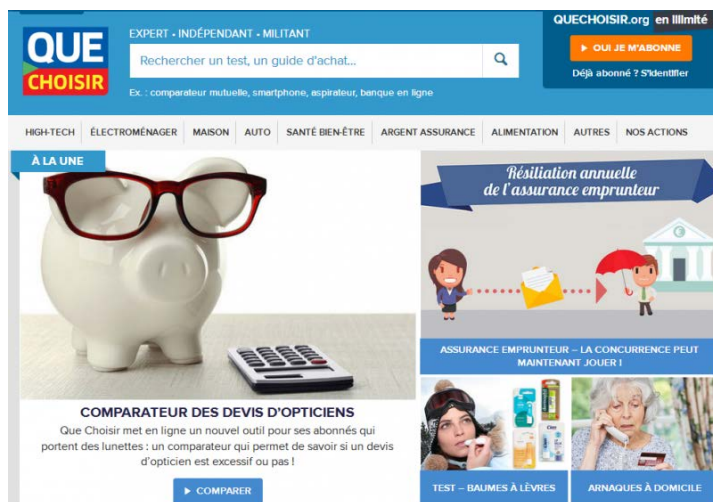 QUE
CHOISIR
EXPERT • INDÉPENDANT • MILITANT
Rechercher un test, un guide d'achat...
Ex. : comparateur mutuelle, smartphone, aspirateur, banque en ligne
QUECHOISIR.org en illimité
OUI JE M'ABONNE
Déjà abonné ? S'identifier
HIGH-TECH ÉLECTROMÉNAGER MAISON AUTO SANTÉ BIEN-ÊTRE ARGENT ASSURANCE ALIMENTATION AUTRES NOS ACTIONS
À LA UNE
COMPARATEUR DES DEVIS D'OPTICIENS
Que Choisir met en ligne un nouvel outil pour ses abonnés qui
portent des lunettes : un comparateur qui permet de savoir si un devis
d'opticien est excessif ou pas !
COMPARER
Résiliation annuelle
de l'assurance emprunteur
ASSURANCE EMPRUNTEUR – LA CONCURRENCE PEUT
MAINTENANT JOUER !
TEST – BAUMES À LÈVRES
ARNAQUES À DOMICILE